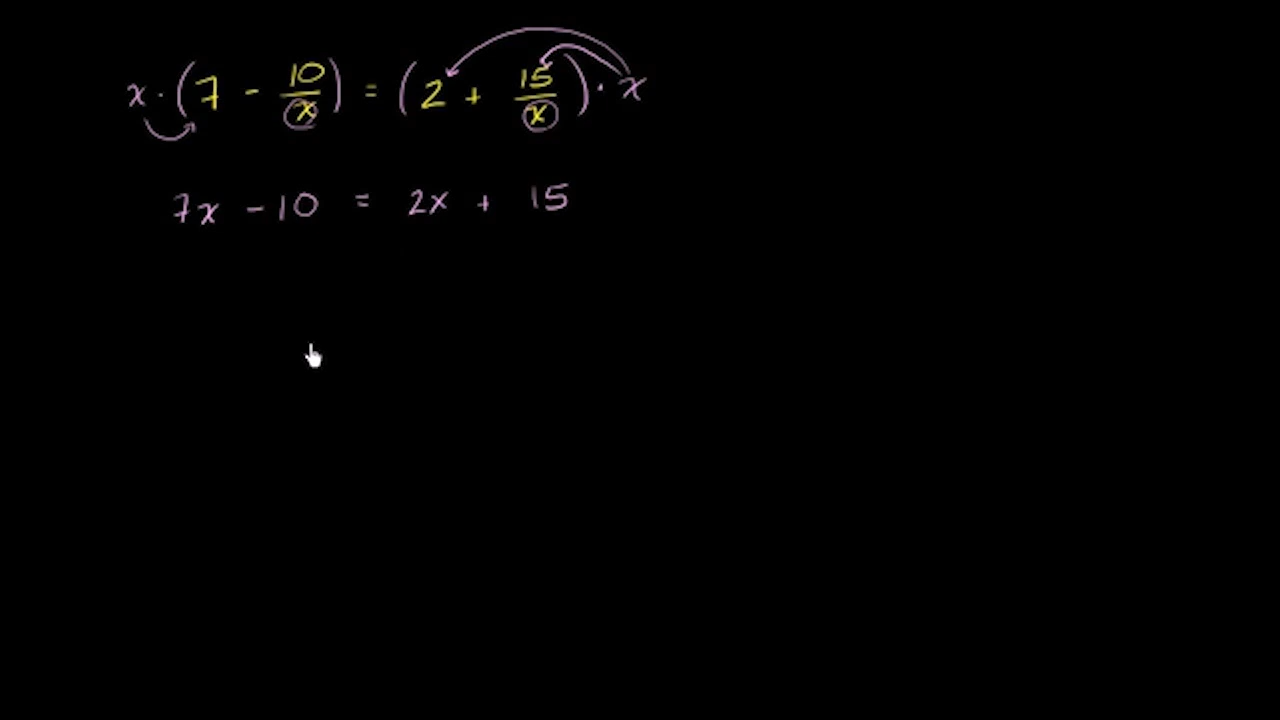 x · (7 - 10/x) = (2 + 15/x) · x
7x - 10 = 2x + 15